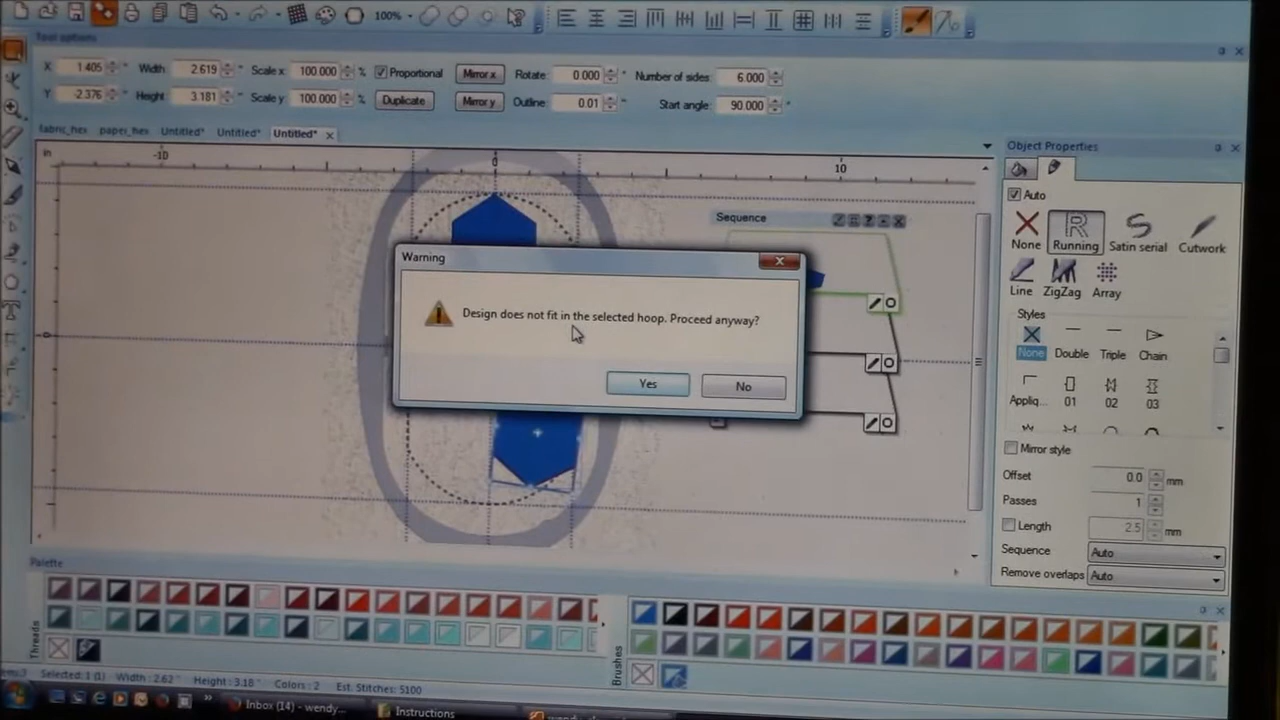 100%
Tool options
X 1.405 Width 2.619 Scale x: 100.000 % Proportional Mirror x Rotate: 0.000 Number of sides: 6.000
Y -2.376 Height 3.181 Scale y 100.000 % Duplicate Mirror y Outline: 0.01 Start angle: 90.000
fabric_hex paper_hex Untitled* Untitled* Untitled*
in -10 0 10
0
Sequence
Warning
Design does not fit in the selected hoop. Proceed anyway?
Yes No
Object Properties
Auto
None Running Satin serial Cutwork
Line ZigZag Array
Styles
None Double Triple Chain
Appliq... 01 02 03
Mirror style
Offset 0.0 mm
Passes 1
Length 2.5 mm
Sequence Auto
Remove overlaps Auto
Palette
Threads
Brushes
Selected: 1 (1) Width : 2.62" Height : 3.18" Colors : 2 Est. Stitches: 5100
Inbox (14) - wendy... Instructions